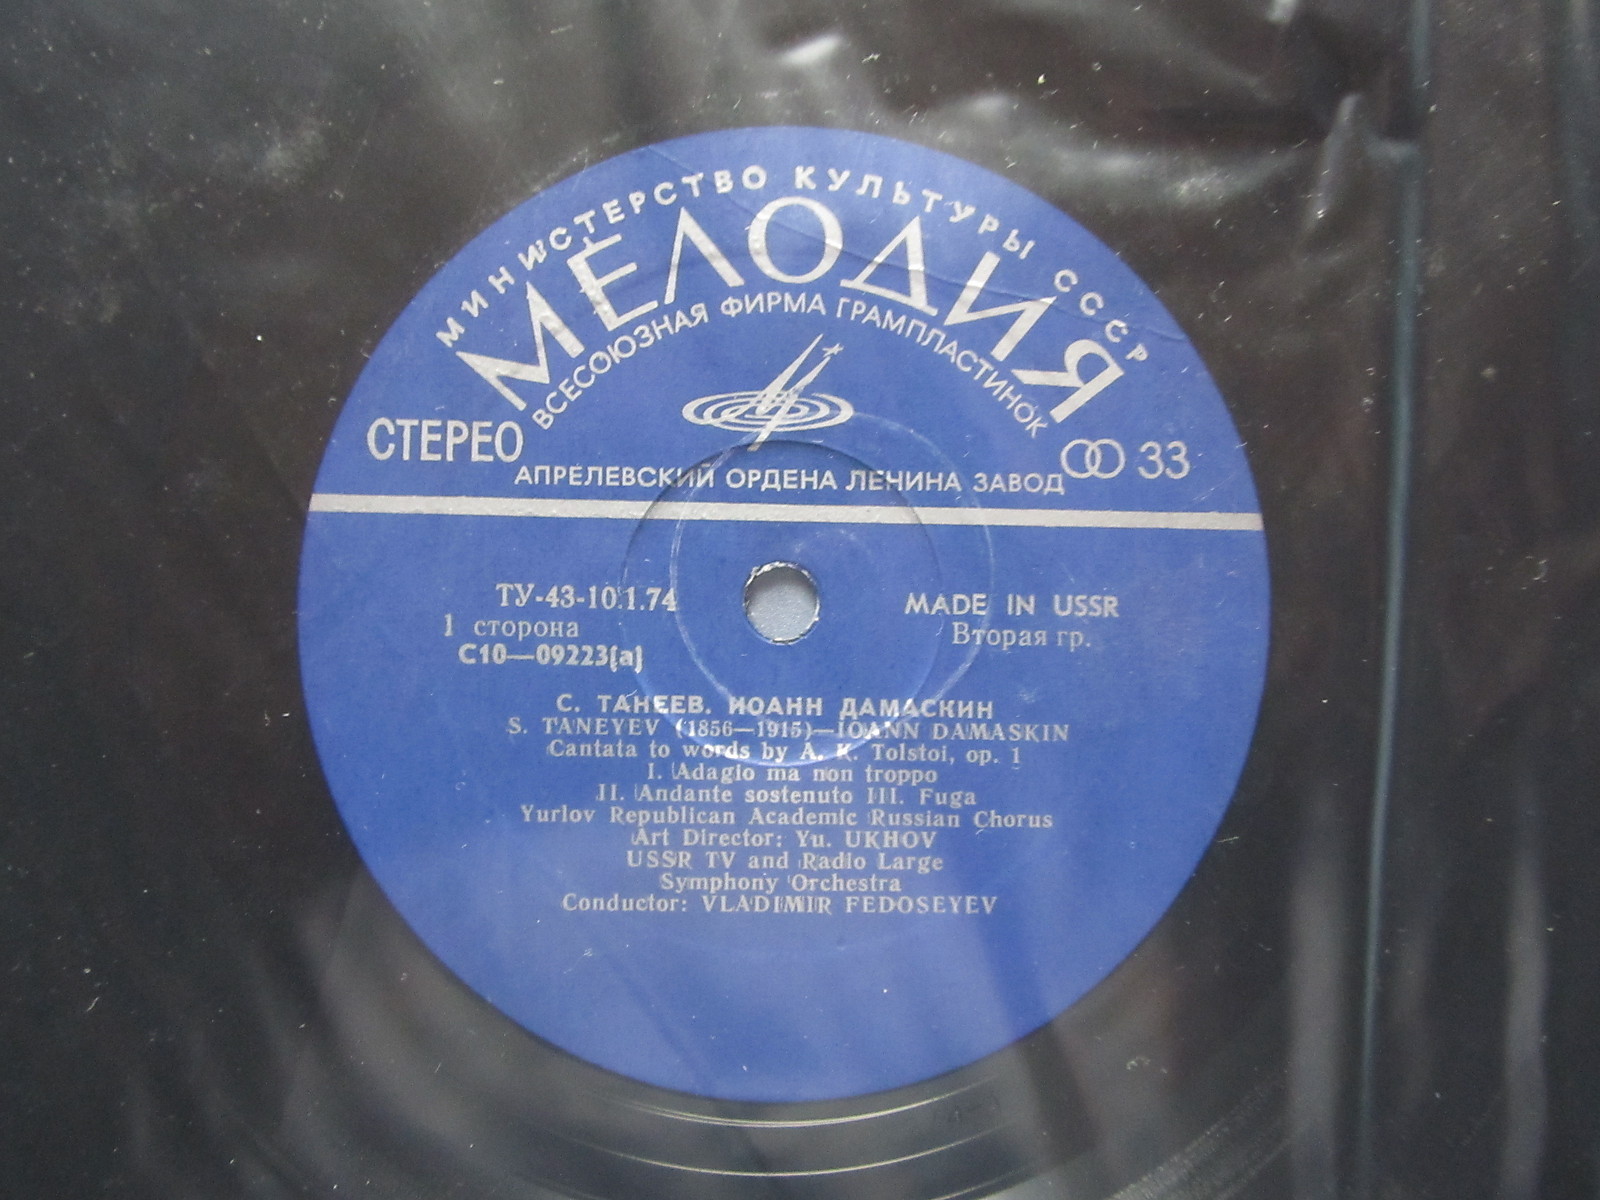 МИНИСТЕРСТВО КУЛЬТУРЫ СССР
МЕЛОДИЯ
ВСЕСОЮЗНАЯ ФИРМА ГРАМПЛАСТИНОК
СТЕРЕО
33
АПРЕЛЕВСКИЙ ОРДЕНА ЛЕНИНА ЗАВОД
ТУ-43-10.1.74
MADE IN USSR
1 сторона
Вторая гр.
С10—09223(а)
С. ТАНЕЕВ. ИОАНН ДАМАСКИН
S. TANEYEV (1856—1915)—IOANN DAMASKIN
Cantata to words by A. K. Tolstoi, op. 1
I. Adagio ma non troppo
II. Andante sostenuto III. Fuga
Yurlov Republican Academic Russian Chorus
Art Director: Yu. UKHOV
USSR TV and Radio Large
Symphony Orchestra
Conductor: VLADIMIR FEDOSEYEV